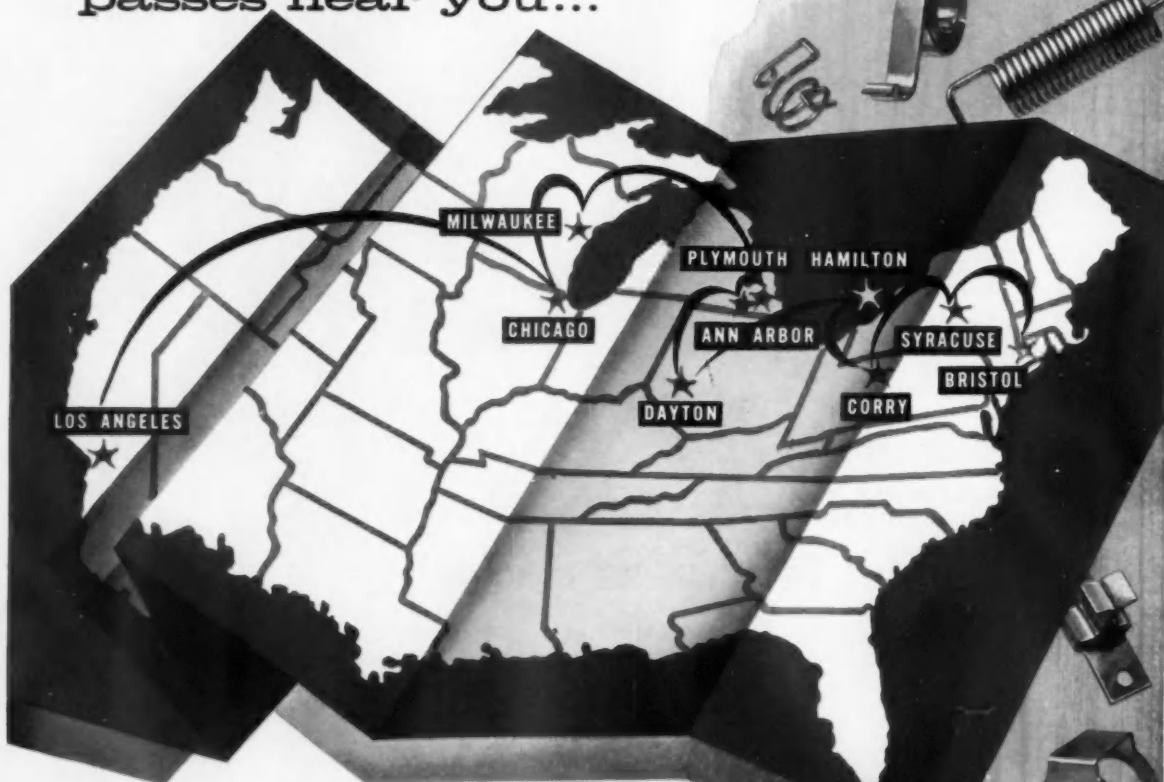 passes near you...
MILWAUKEE
PLYMOUTH HAMILTON
CHICAGO
ANN ARBOR
SYRACUSE
BRISTOL
DAYTON
CORRY
LOS ANGELES